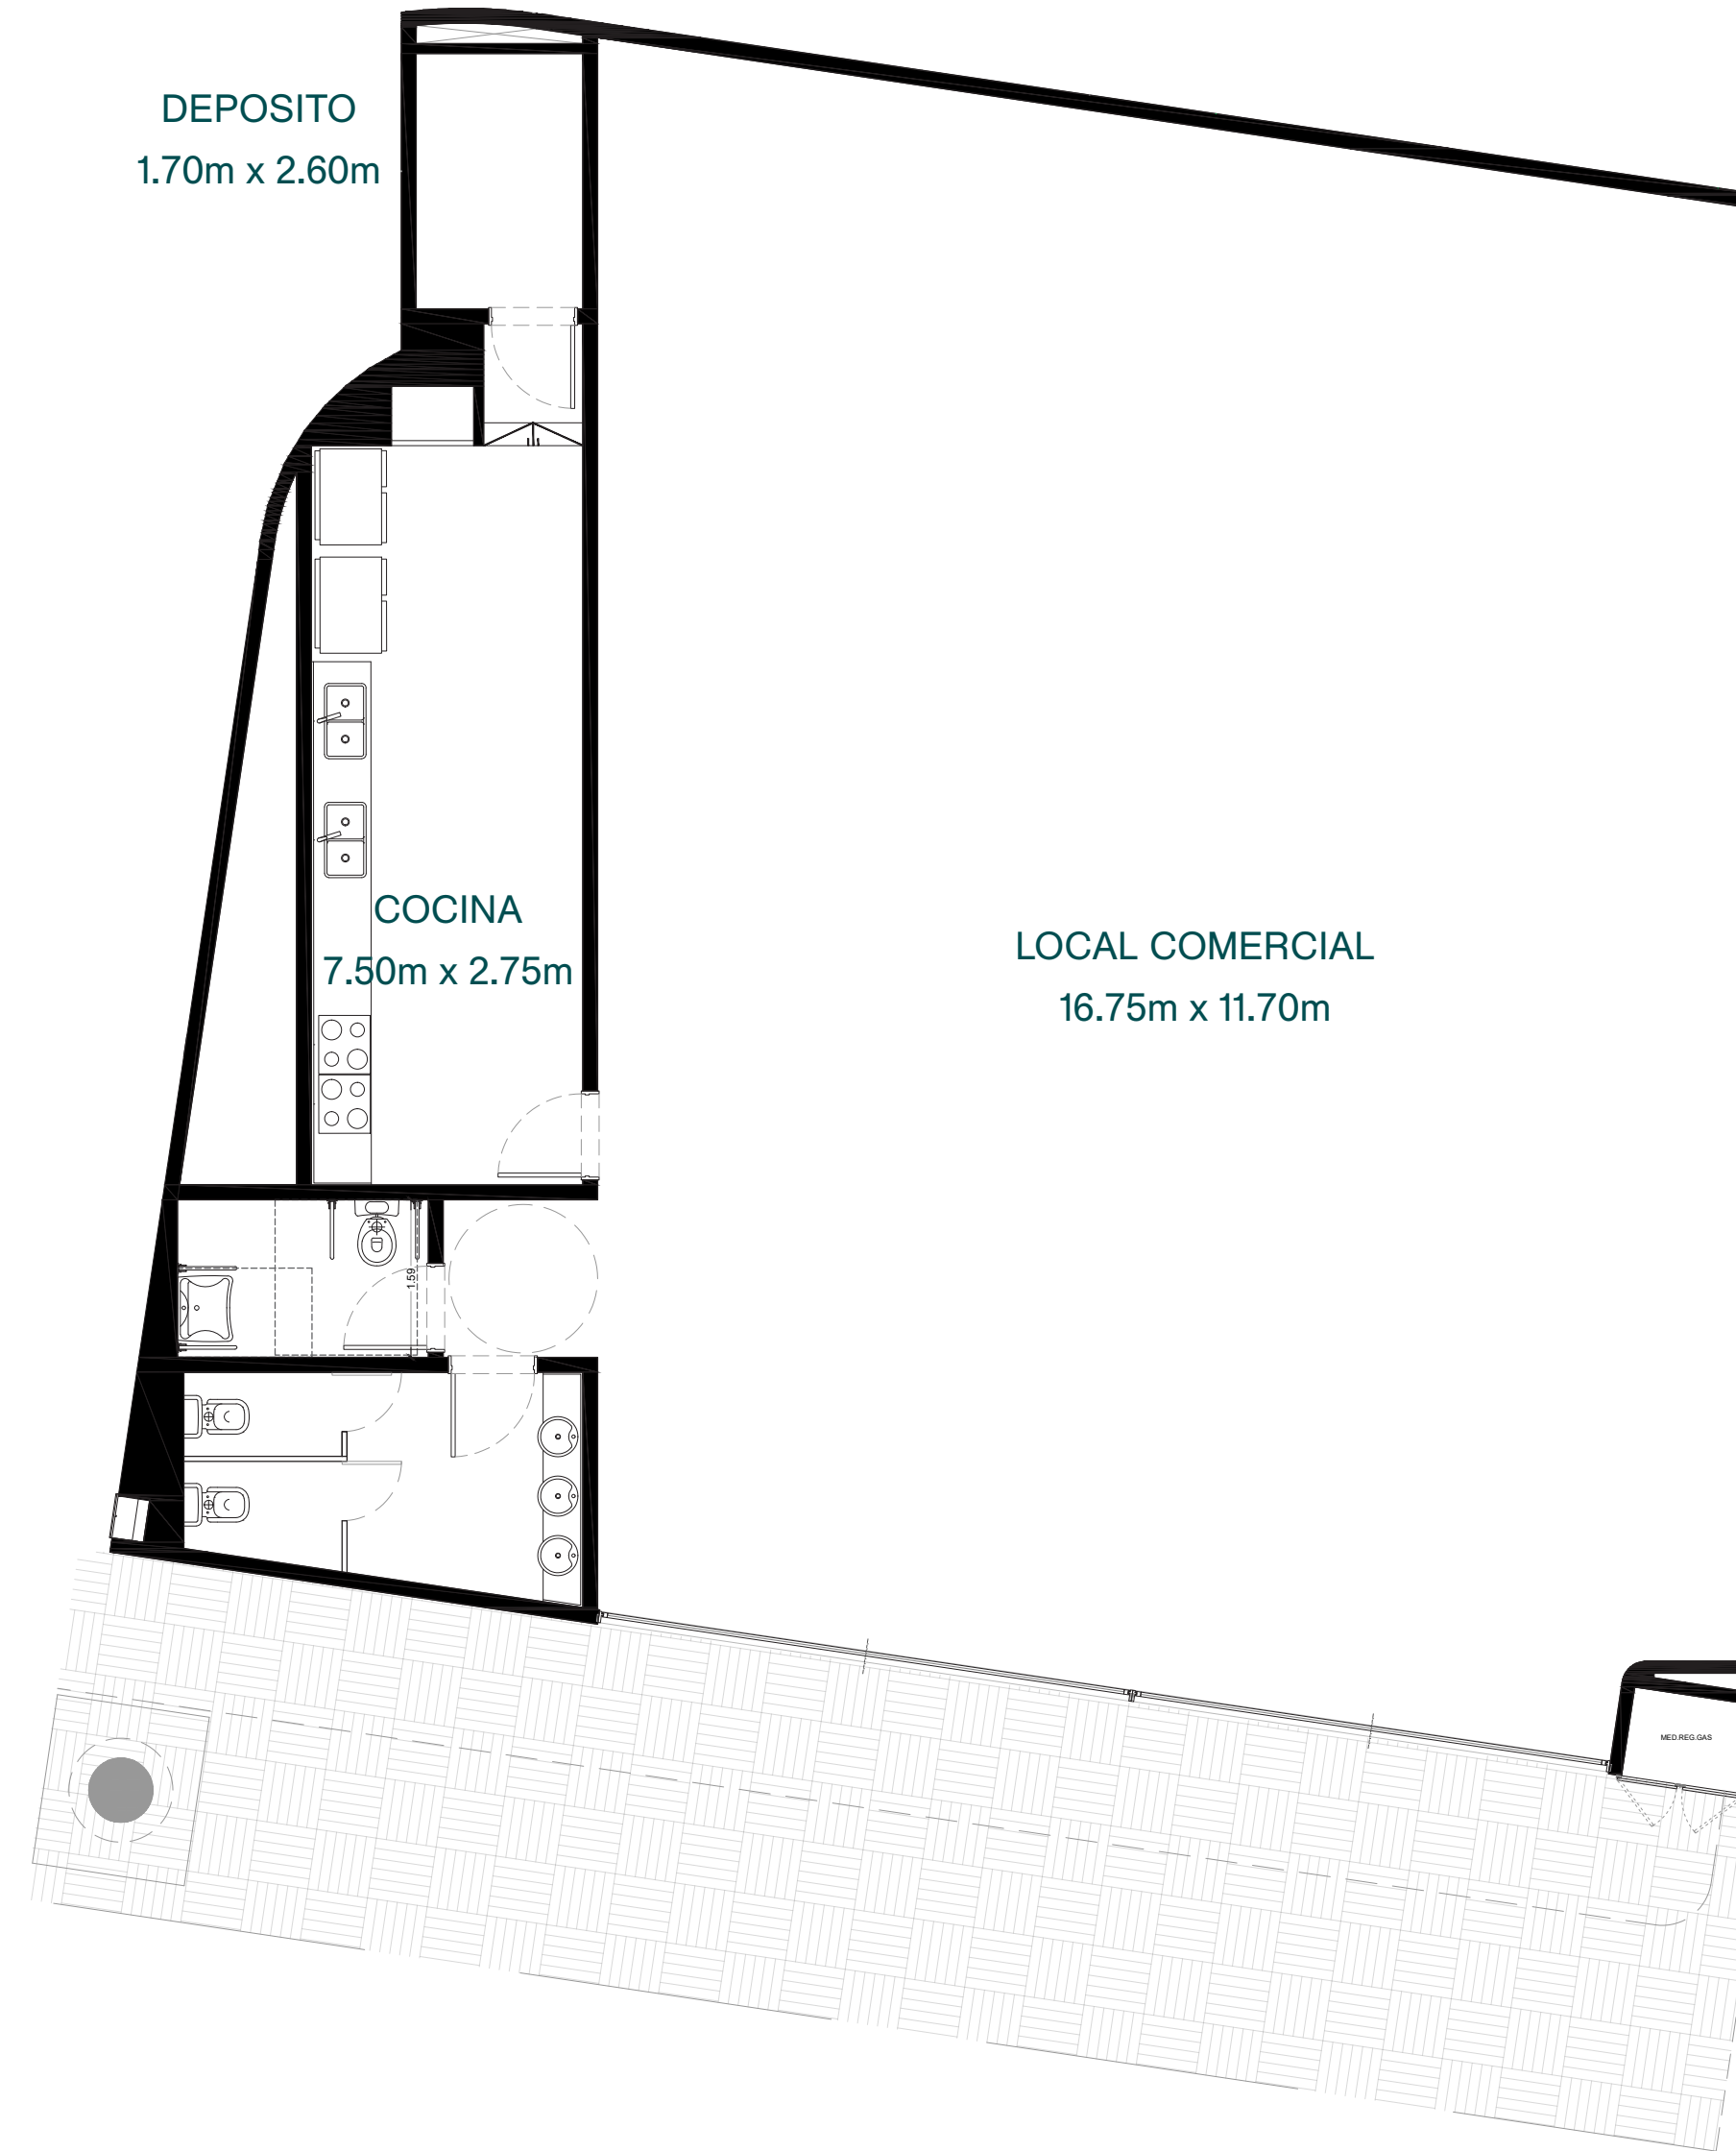 DEPOSITO
1.70m x 2.60m
COCINA
7.50m x 2.75m
LOCAL COMERCIAL
16.75m x 11.70m
1.59
MED.REG.GAS